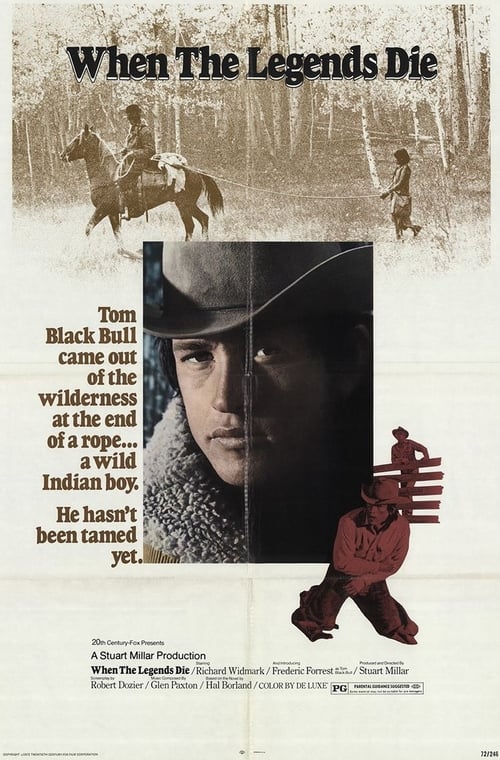 When The Legends Die
Tom
Black Bull
came out
of the
wilderness
at the end
of a rope...
a wild
Indian boy.
He hasn't
been tamed
yet.
20th Century-Fox Presents
A Stuart Millar Production
Starring And Introducing Produced and Directed By
When The Legends Die / Richard Widmark / Frederic Forrest as Tom Black Bull / Stuart Millar
Screenplay by Music Composed By Based on the Novel by
Robert Dozier / Glen Paxton / Hal Borland / COLOR BY DE LUXE®
PG PARENTAL GUIDANCE SUGGESTED
72/246